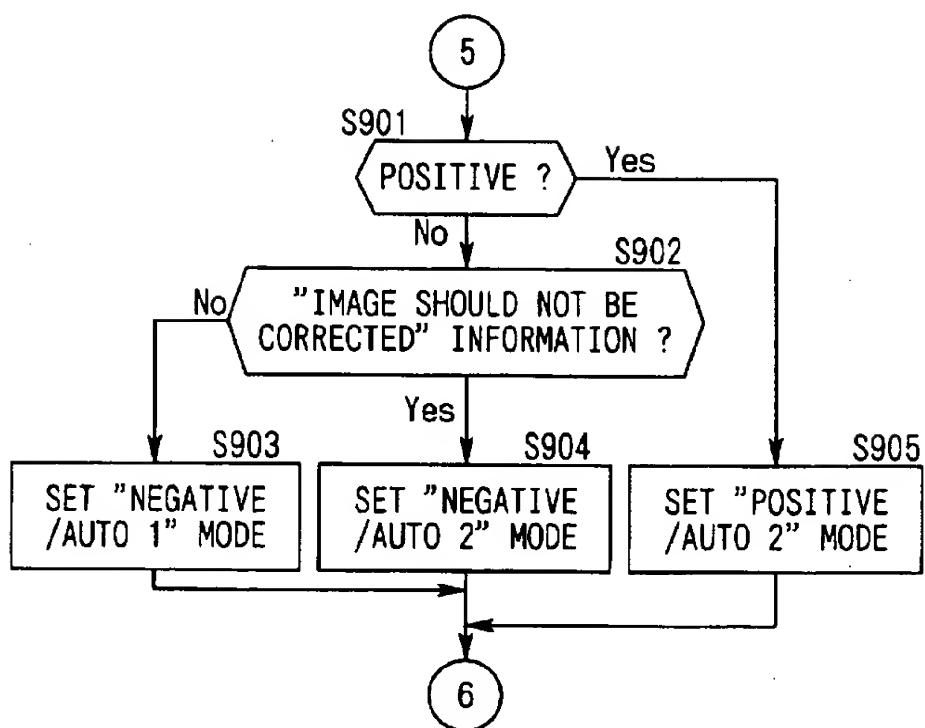 5
S901
POSITIVE ?
Yes
No
S902
No
"IMAGE SHOULD NOT BE
CORRECTED" INFORMATION ?
Yes
S903
S904
S905
SET "NEGATIVE
/AUTO 1" MODE
SET "NEGATIVE
/AUTO 2" MODE
SET "POSITIVE
/AUTO 2" MODE
6